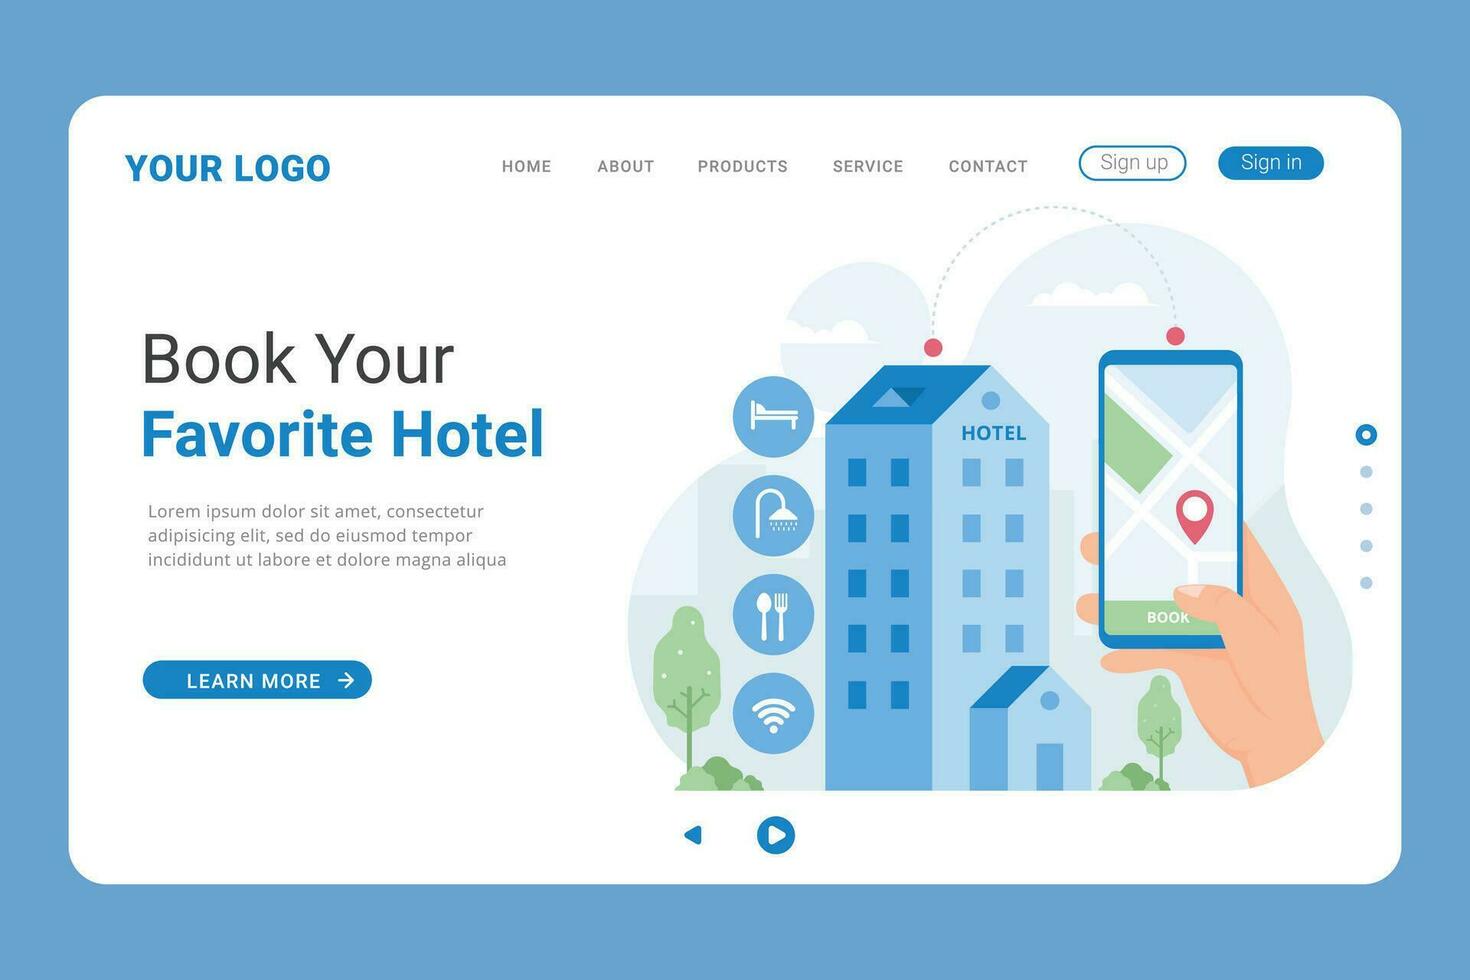 YOUR LOGO
HOME ABOUT PRODUCTS SERVICE CONTACT Sign up Sign in
Book Your
Favorite Hotel
Lorem ipsum dolor sit amet, consectetur
adipisicing elit, sed do eiusmod tempor
incididunt ut labore et dolore magna aliqua
LEARN MORE
HOTEL
BOOK